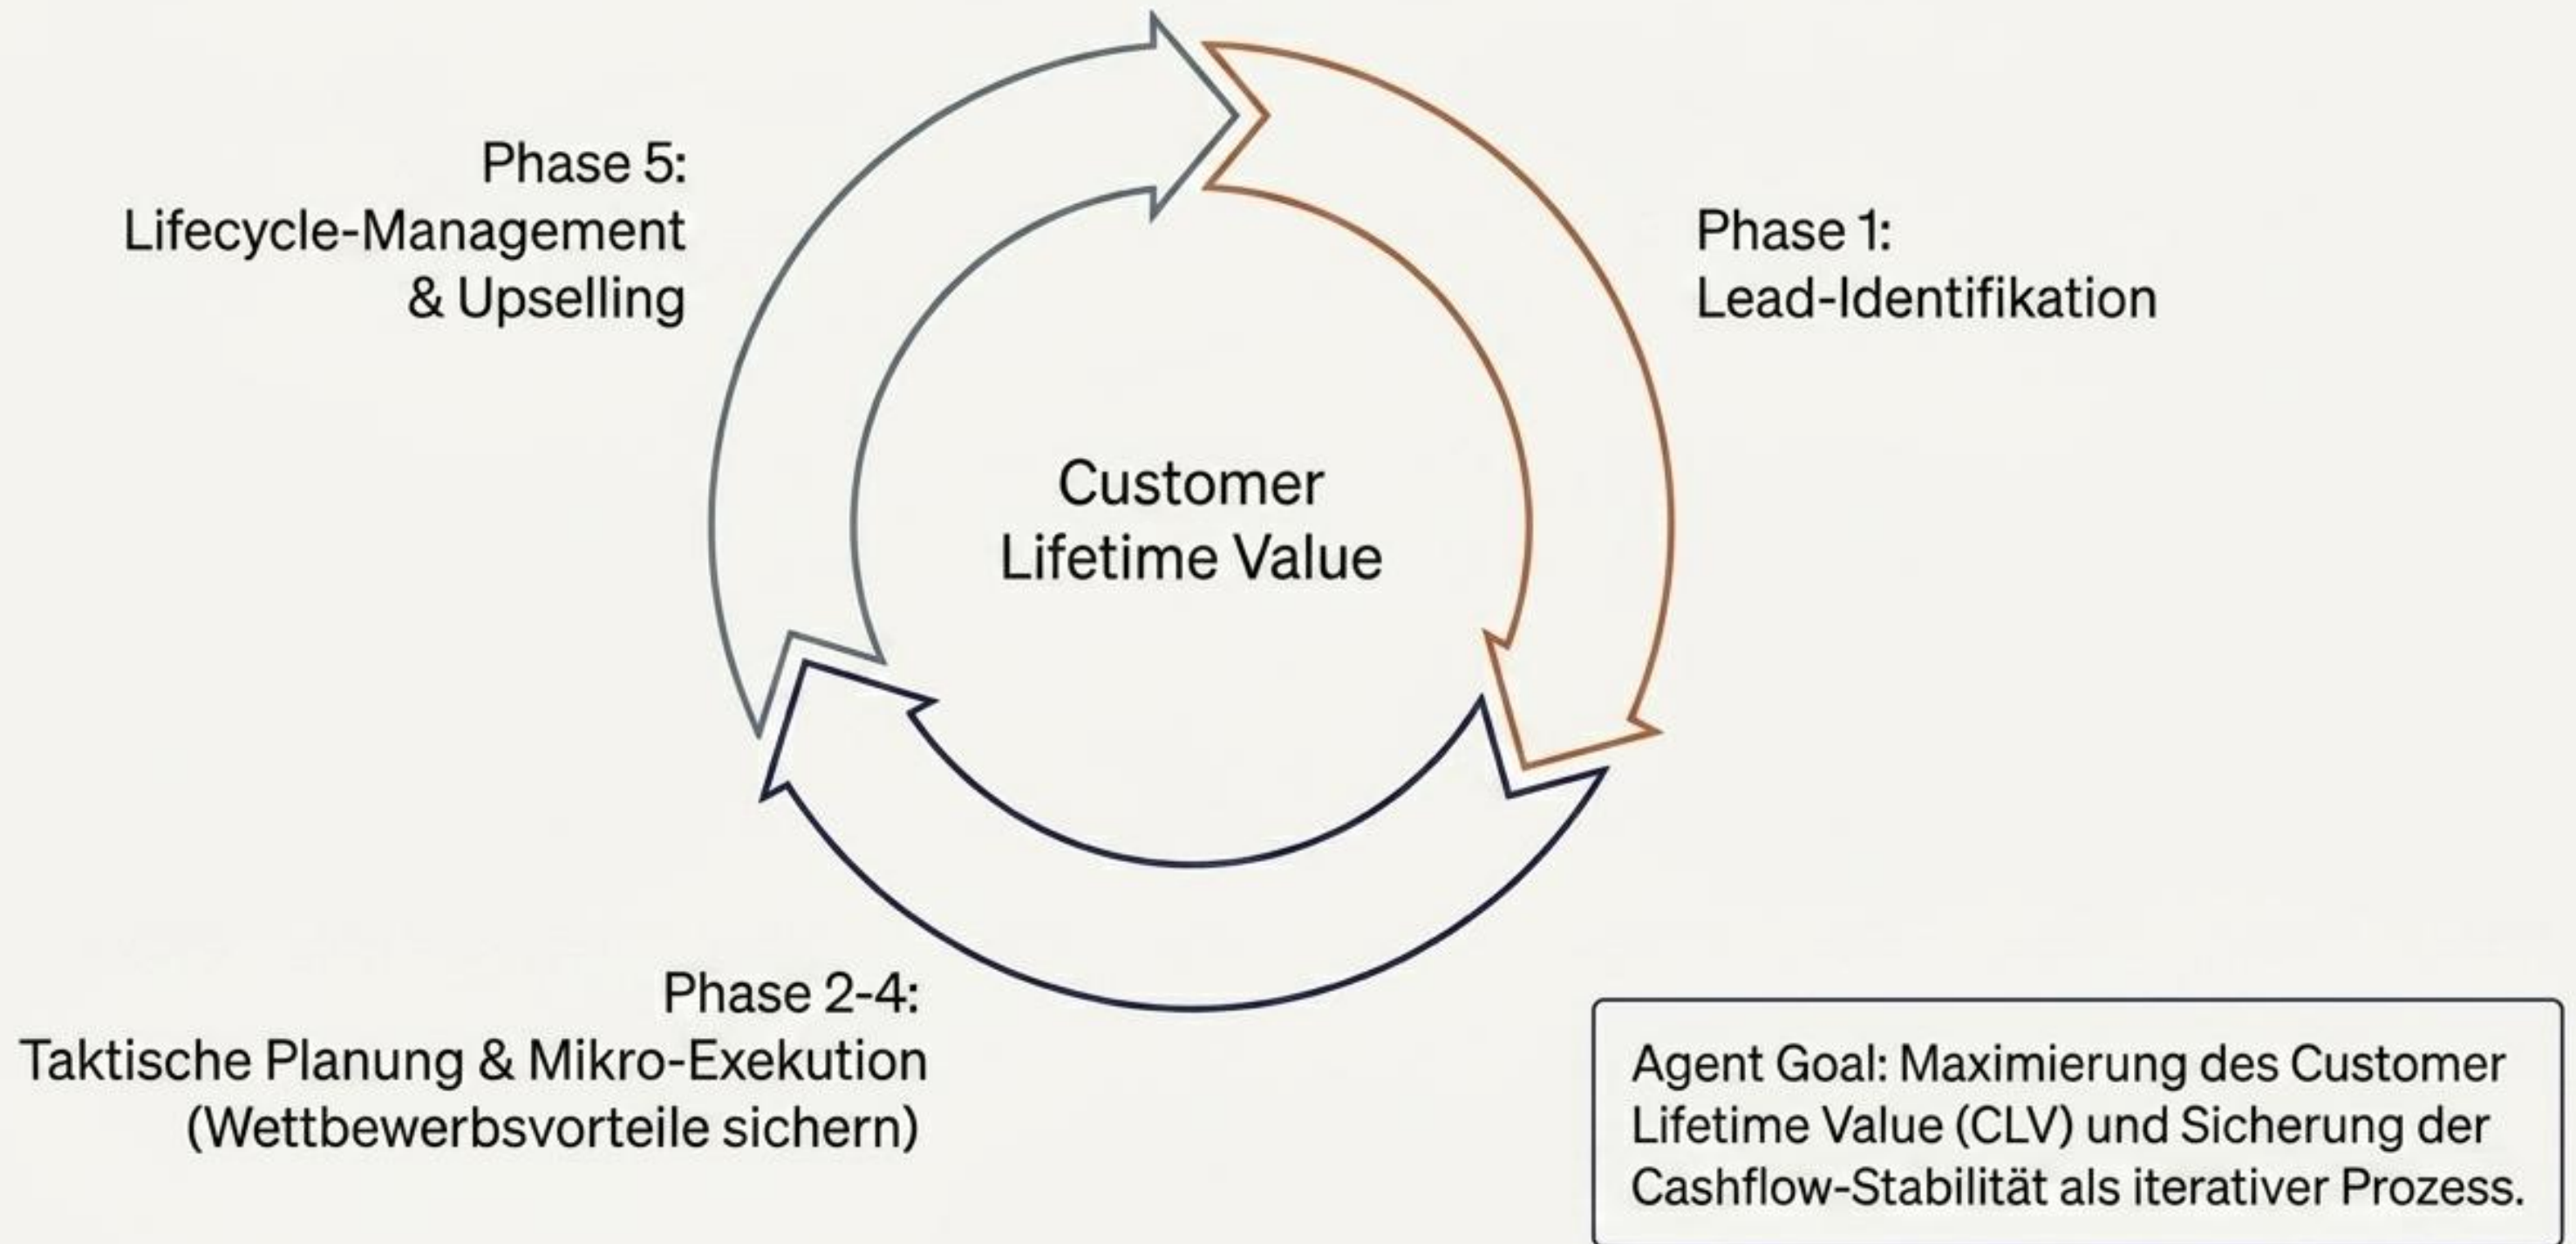 Phase 5:
Lifecycle-Management
& Upselling
Phase 1:
Lead-Identifikation
Customer
Lifetime Value
Phase 2-4:
Taktische Planung & Mikro-Exekution
(Wettbewerbsvorteile sichern)
Agent Goal: Maximierung des Customer
Lifetime Value (CLV) und Sicherung der
Cashflow-Stabilität als iterativer Prozess.